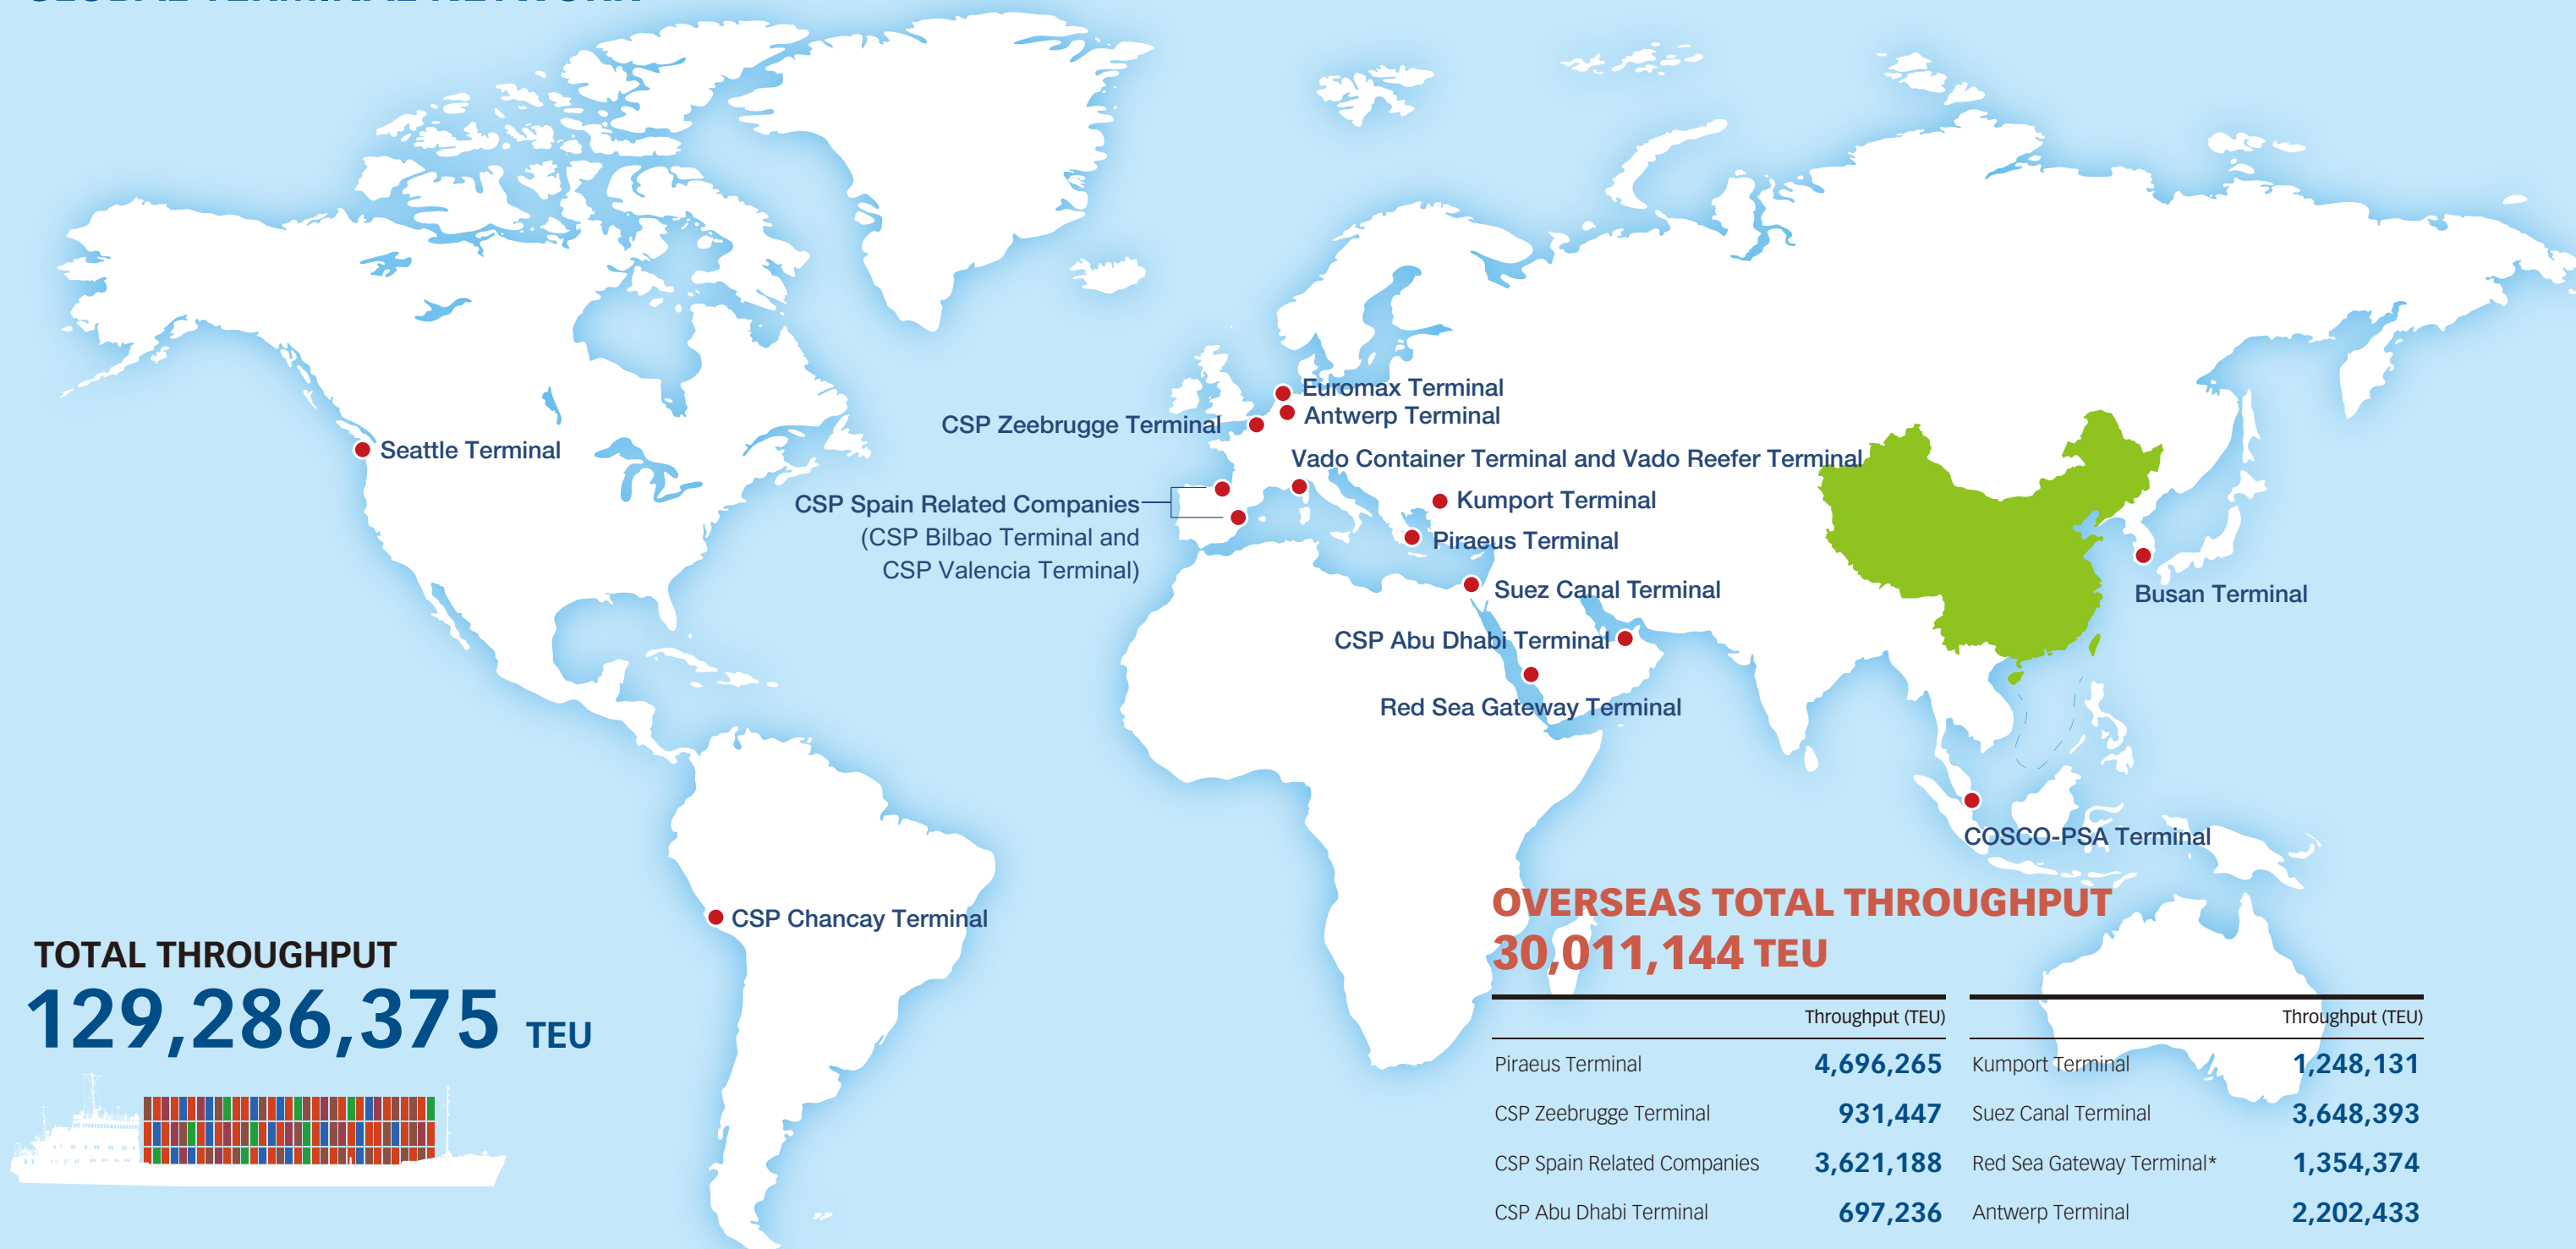 GLOBAL TERMINAL NETWORK
Euromax Terminal
Antwerp Terminal
CSP Zeebrugge Terminal
Seattle Terminal
Vado Container Terminal and Vado Reefer Terminal
CSP Spain Related Companies
(CSP Bilbao Terminal and
CSP Valencia Terminal)
Kumport Terminal
Piraeus Terminal
Suez Canal Terminal
Busan Terminal
CSP Abu Dhabi Terminal
Red Sea Gateway Terminal
COSCO-PSA Terminal
CSP Chancay Terminal
TOTAL THROUGHPUT
129,286,375 TEU
OVERSEAS TOTAL THROUGHPUT
30,011,144 TEU
Throughput (TEU)
Piraeus Terminal 4,696,265
CSP Zeebrugge Terminal 931,447
CSP Spain Related Companies 3,621,188
CSP Abu Dhabi Terminal 697,236
Throughput (TEU)
Kumport Terminal 1,248,131
Suez Canal Terminal 3,648,393
Red Sea Gateway Terminal* 1,354,374
Antwerp Terminal 2,202,433